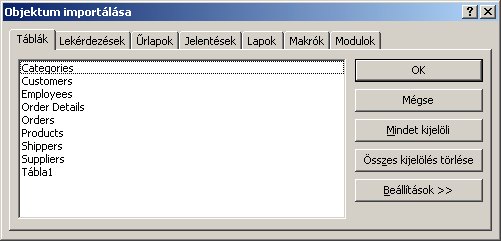 Objektum importálása
Táblák Lekérdezések Űrlapok Jelentések Lapok Makrók Modulok
Categories
Customers
Employees
Order Details
Orders
Products
Shippers
Suppliers
Tábla1
OK
Mégse
Mindet kijelöli
Összes kijelölés törlése
Beállítások >>